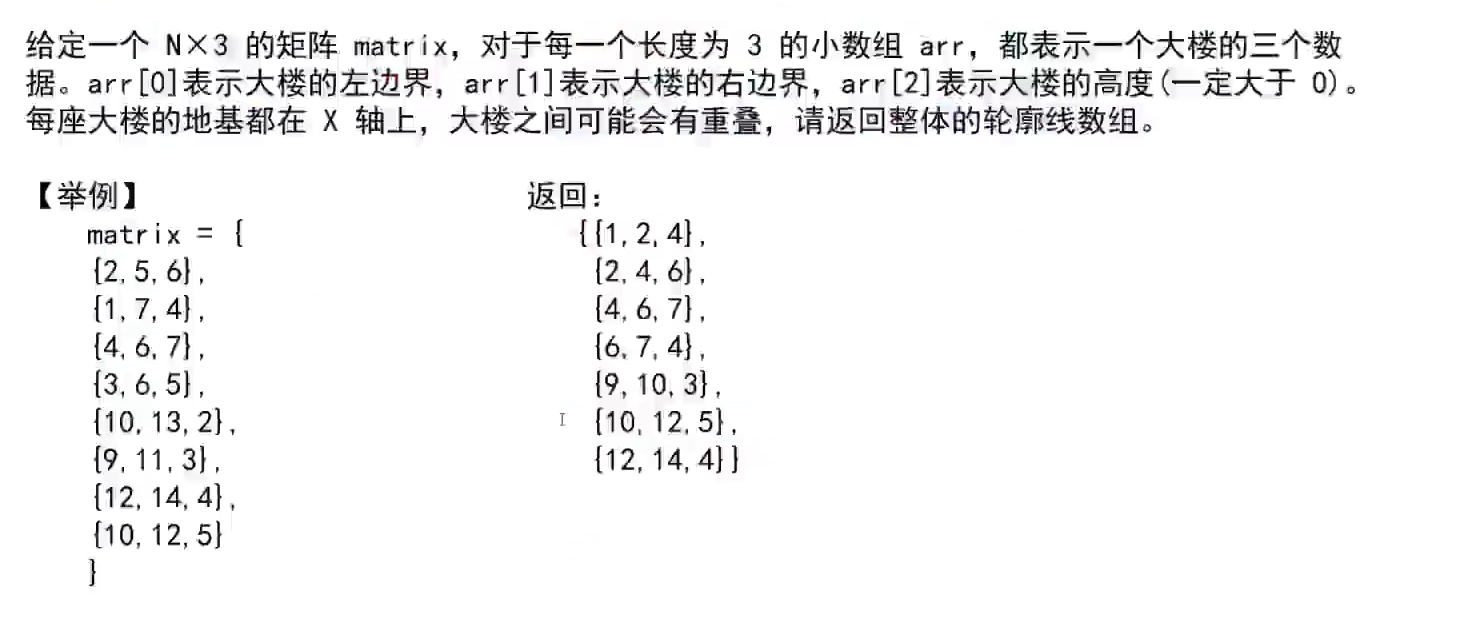 给定一个 N×3 的矩阵 matrix，对于每一个长度为 3 的小数组 arr，都表示一个大楼的三个数
据。arr[0]表示大楼的左边界，arr[1]表示大楼的右边界，arr[2]表示大楼的高度(一定大于 0)。
每座大楼的地基都在 X 轴上，大楼之间可能会有重叠，请返回整体的轮廓线数组。
【举例】
matrix = {
{2, 5, 6},
{1, 7, 4},
{4, 6, 7},
{3, 6, 5},
{10, 13, 2},
{9, 11, 3},
{12, 14, 4},
{10, 12, 5}
}
返回：
{{1, 2, 4},
{2, 4, 6},
{4, 6, 7},
{6, 7, 4},
{9, 10, 3},
{10, 12, 5},
{12, 14, 4}}